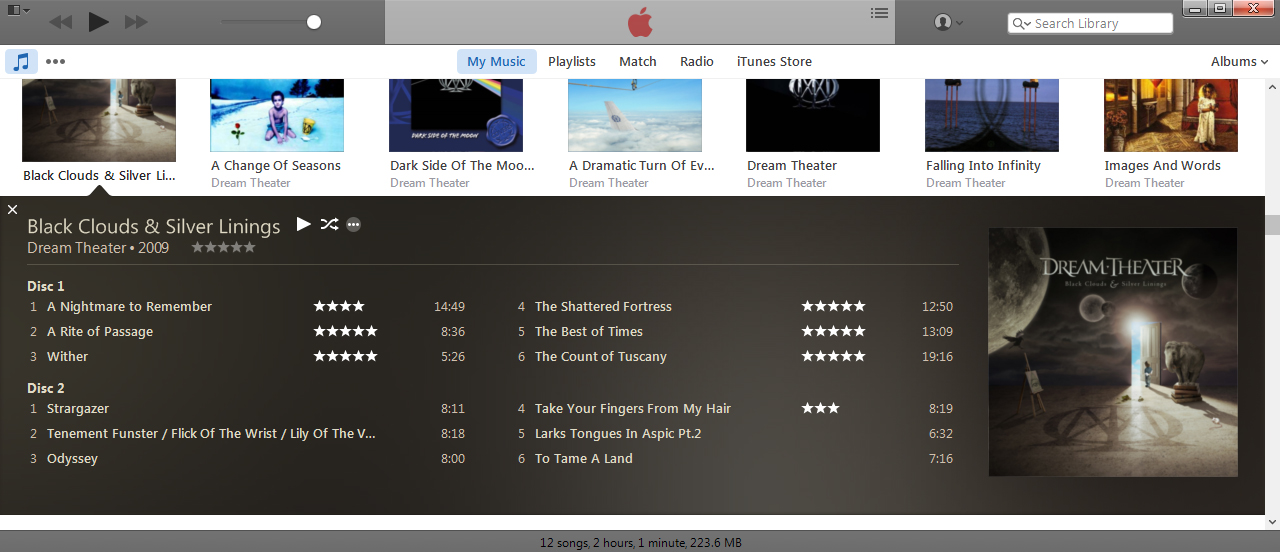 Search Library
My Music Playlists Match Radio iTunes Store Albums
DARK SIDE OF THE MOON
Black Clouds & Silver Li...
A Change Of Seasons
Dream Theater
Dark Side Of The Moo...
Dream Theater
A Dramatic Turn Of Ev...
Dream Theater
Dream Theater
Dream Theater
Falling Into Infinity
Dream Theater
Images And Words
Dream Theater
Black Clouds & Silver Linings
Dream Theater • 2009
Disc 1
1 A Nightmare to Remember ★★★★ 14:49
2 A Rite of Passage ★★★★★ 8:36
3 Wither ★★★★★ 5:26
4 The Shattered Fortress ★★★★★ 12:50
5 The Best of Times ★★★★★ 13:09
6 The Count of Tuscany ★★★★★ 19:16
Disc 2
1 Strargazer 8:11
2 Tenement Funster / Flick Of The Wrist / Lily Of The V... 8:18
3 Odyssey 8:00
4 Take Your Fingers From My Hair ★★★ 8:19
5 Larks Tongues In Aspic Pt.2 6:32
6 To Tame A Land 7:16
DREAM THEATER
Black Clouds & Silver Linings
12 songs, 2 hours, 1 minute, 223.6 MB